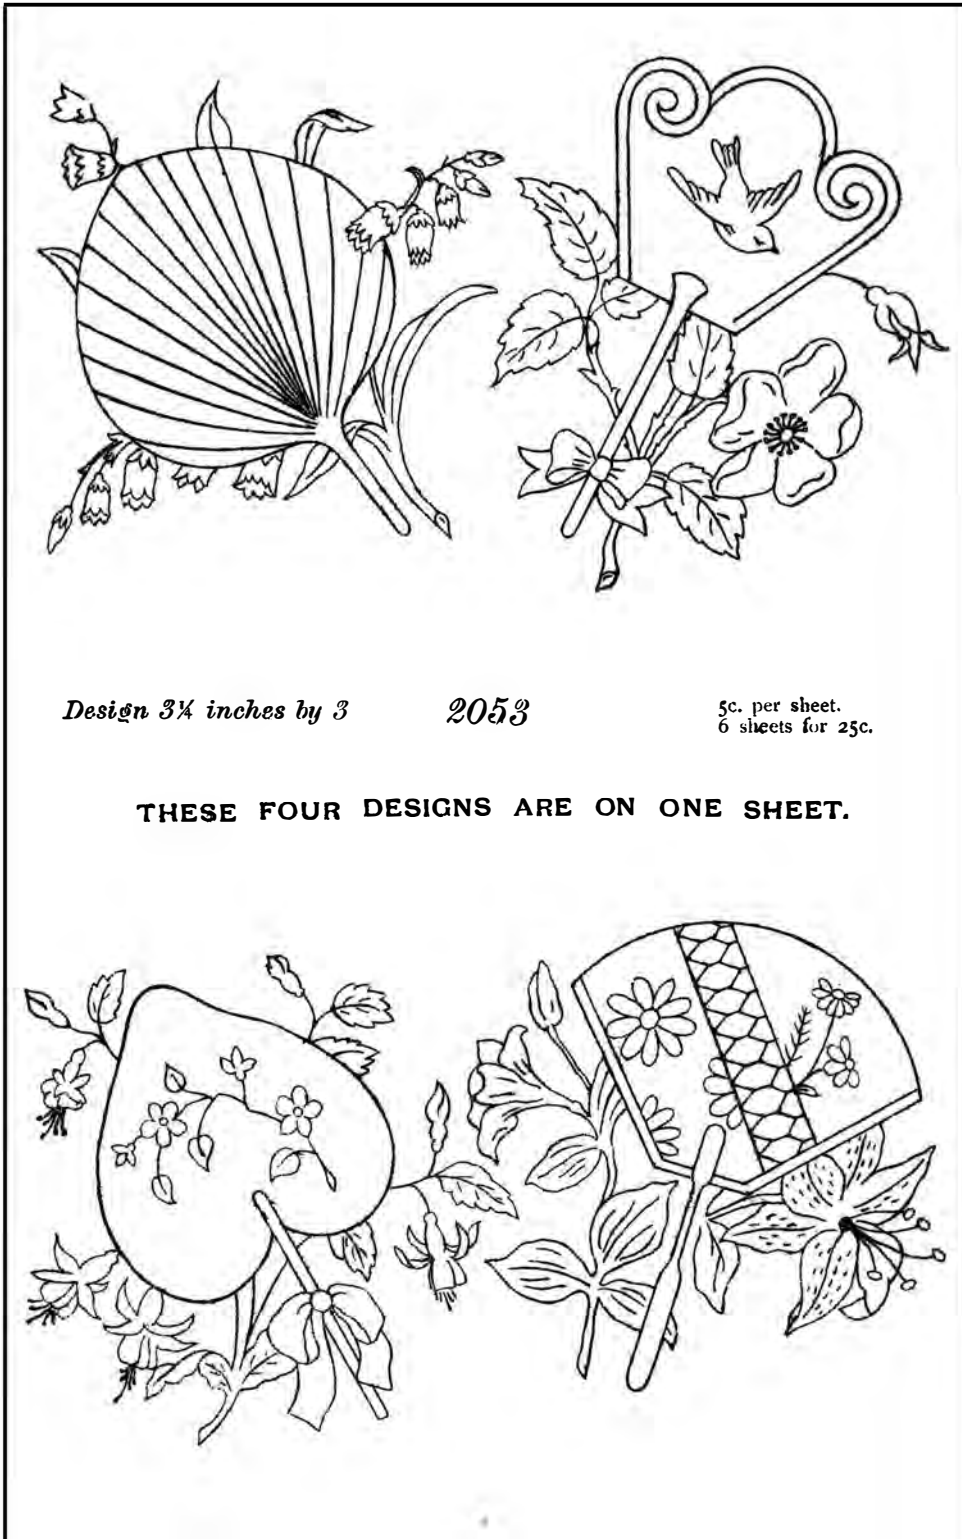 Design 3¼ inches by 3
2053
5c. per sheet.
6 sheets for 25c.
THESE FOUR DESIGNS ARE ON ONE SHEET.